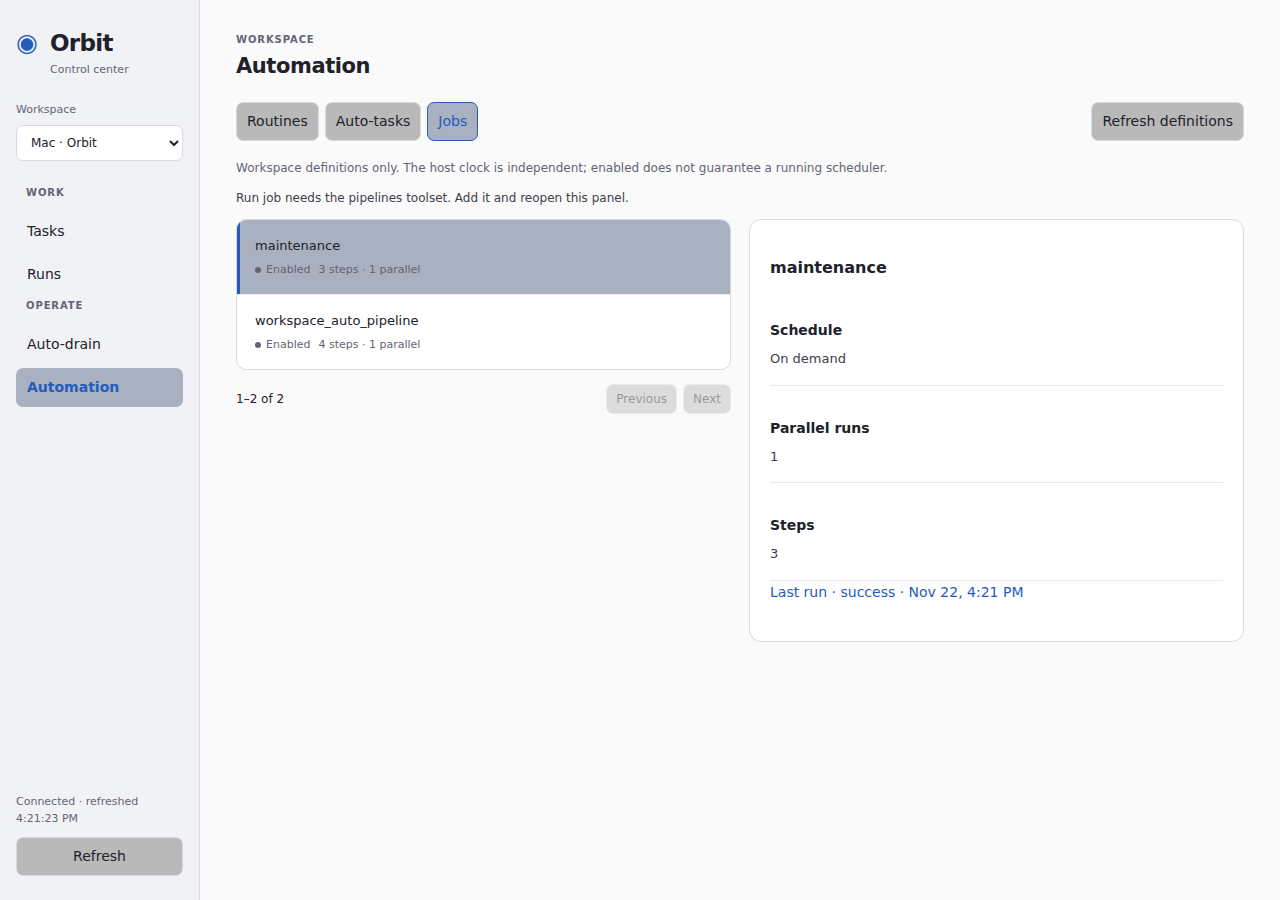 Orbit
Control center
Workspace
Mac · Orbit
WORK
Tasks
Runs
OPERATE
Auto-drain
Automation
Connected · refreshed
4:21:23 PM
Refresh
WORKSPACE
Automation
Routines
Auto-tasks
Jobs
Refresh definitions
Workspace definitions only. The host clock is independent; enabled does not guarantee a running scheduler.
Run job needs the pipelines toolset. Add it and reopen this panel.
maintenance
Enabled 3 steps · 1 parallel
workspace_auto_pipeline
Enabled 4 steps · 1 parallel
1–2 of 2
Previous
Next
maintenance
Schedule
On demand
Parallel runs
1
Steps
3
Last run · success · Nov 22, 4:21 PM